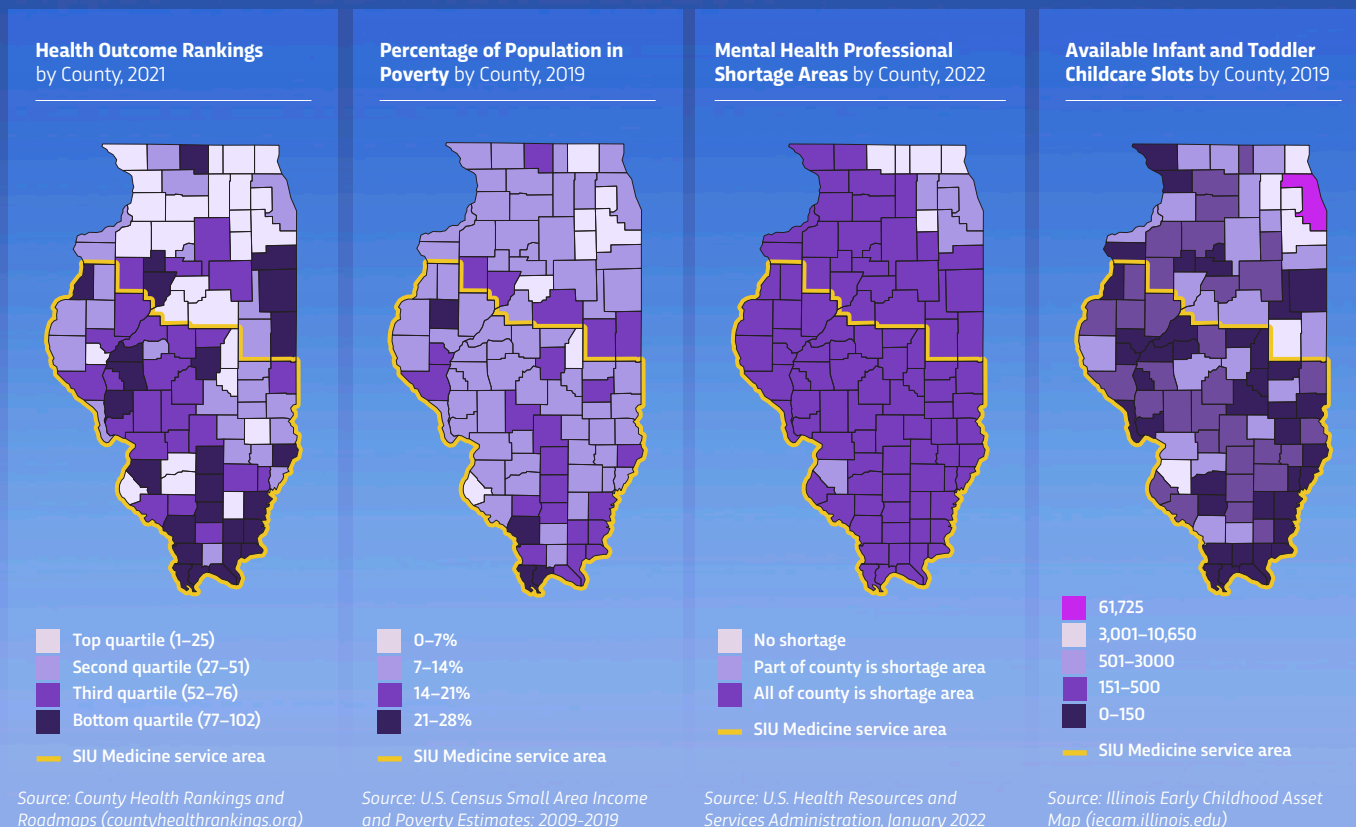 Health Outcome Rankings
by County, 2021
Percentage of Population in
Poverty by County, 2019
Mental Health Professional
Shortage Areas by County, 2022
Available Infant and Toddler
Childcare Slots by County, 2019
Top quartile (1–25)
Second quartile (27–51)
Third quartile (52–76)
Bottom quartile (77–102)
SIU Medicine service area
Source: County Health Rankings and
Roadmaps (countyhealthrankings.org)
0–7%
7–14%
14–21%
21–28%
SIU Medicine service area
Source: U.S. Census Small Area Income
and Poverty Estimates: 2009-2019
No shortage
Part of county is shortage area
All of county is shortage area
SIU Medicine service area
Source: U.S. Health Resources and
Services Administration, January 2022
61,725
3,001–10,650
501–3000
151–500
0–150
SIU Medicine service area
Source: Illinois Early Childhood Asset
Map (iecam.illinois.edu)